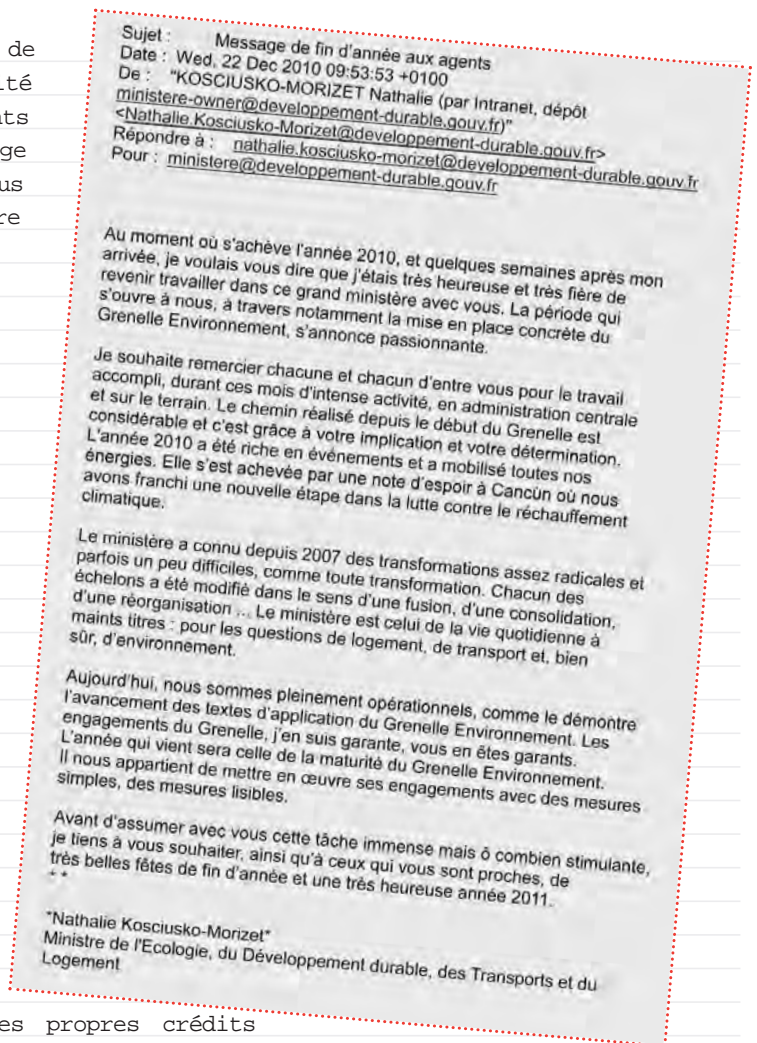 de
ité
nts
ge
us
re
Sujet : Message de fin d'année aux agents
Date : Wed, 22 Dec 2010 09:53:53 +0100
De : "KOSCIUSKO-MORIZET Nathalie (par Intranet, dépôt
ministere-owner@developpement-durable.gouv.fr)"
<Nathalie.Kosciusko-Morizet@developpement-durable.gouv.fr>
Répondre à : nathalie.kosciusko-morizet@developpement-durable.gouv.fr
Pour : ministere@developpement-durable.gouv.fr
Au moment où s'achève l'année 2010, et quelques semaines après mon
arrivée, je voulais vous dire que j'étais très heureuse et très fière de
revenir travailler dans ce grand ministère avec vous. La période qui
s'ouvre à nous, à travers notamment la mise en place concrète du
Grenelle Environnement, s'annonce passionnante.
Je souhaite remercier chacune et chacun d'entre vous pour le travail
accompli, durant ces mois d'intense activité, en administration centrale
et sur le terrain. Le chemin réalisé depuis le début du Grenelle est
considérable et c'est grâce à votre implication et votre détermination.
L'année 2010 a été riche en événements et a mobilisé toutes nos
énergies. Elle s'est achevée par une note d'espoir à Cancùn où nous
avons franchi une nouvelle étape dans la lutte contre le réchauffement
climatique.
Le ministère a connu depuis 2007 des transformations assez radicales et
parfois un peu difficiles, comme toute transformation. Chacun des
échelons a été modifié dans le sens d'une fusion, d'une consolidation,
d'une réorganisation ... Le ministère est celui de la vie quotidienne à
maints titres : pour les questions de logement, de transport et, bien
sûr, d'environnement.
Aujourd'hui, nous sommes pleinement opérationnels, comme le démontre
l'avancement des textes d'application du Grenelle Environnement. Les
engagements du Grenelle, j'en suis garante, vous en êtes garants.
L'année qui vient sera celle de la maturité du Grenelle Environnement.
Il nous appartient de mettre en œuvre ses engagements avec des mesures
simples, des mesures lisibles.
Avant d'assumer avec vous cette tâche immense mais ô combien stimulante,
je tiens à vous souhaiter, ainsi qu'à ceux qui vous sont proches, de
très belles fêtes de fin d'année et une très heureuse année 2011.
* *
*Nathalie Kosciusko-Morizet*
Ministre de l'Ecologie, du Développement durable, des Transports et du
Logement
es propres crédits